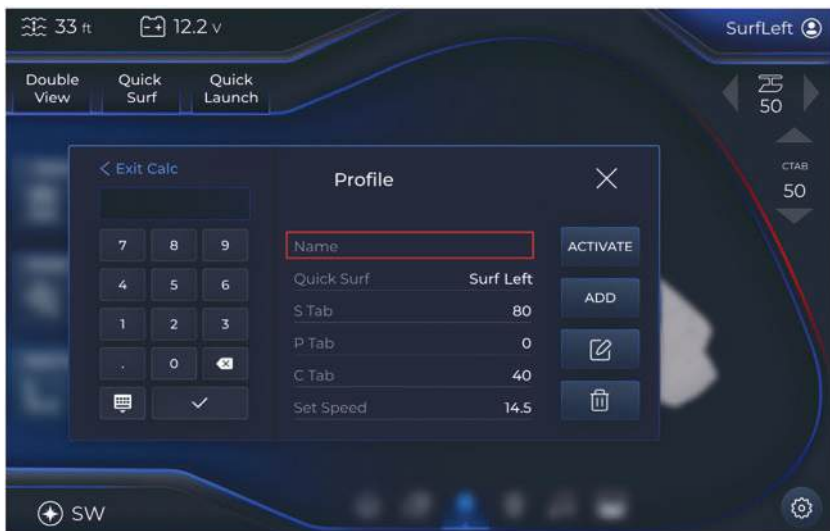 33 ft
12.2 V
SurfLeft
Double View
Quick Surf
Quick Launch
50
CTAB
50
< Exit Calc
7 8 9
4 5 6
1 2 3
. 0
Profile
Name
Quick Surf Surf Left
S Tab 80
P Tab 0
C Tab 40
Set Speed 14.5
ACTIVATE
ADD
SW